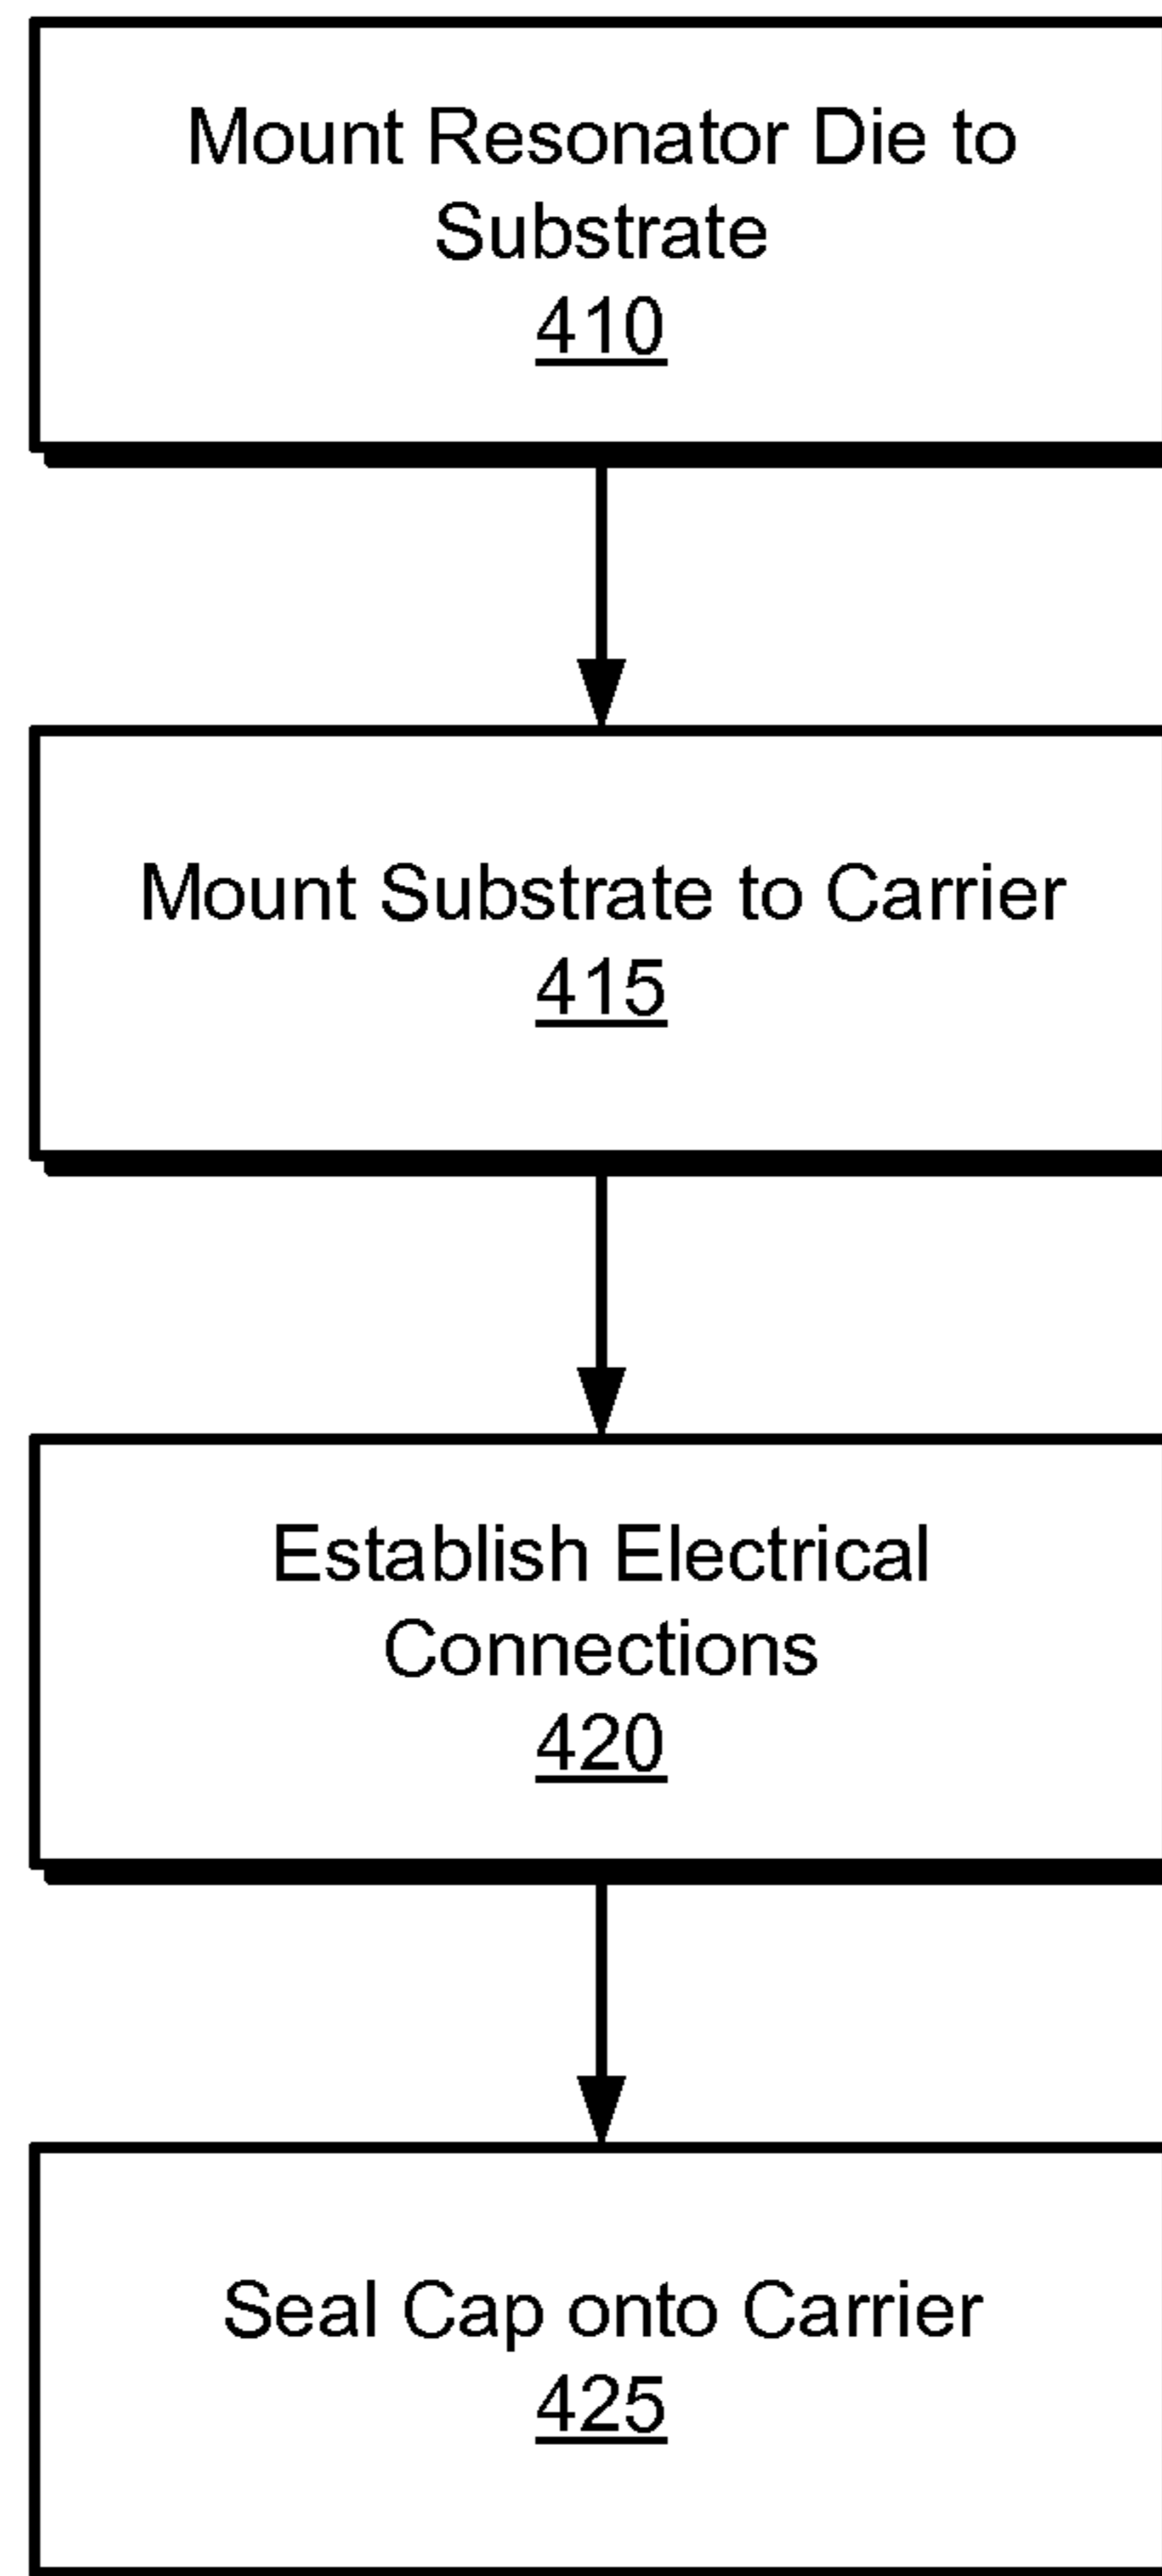 Mount Resonator Die to
Substrate
410
Mount Substrate to Carrier
415
Establish Electrical
Connections
420
Seal Cap onto Carrier
425